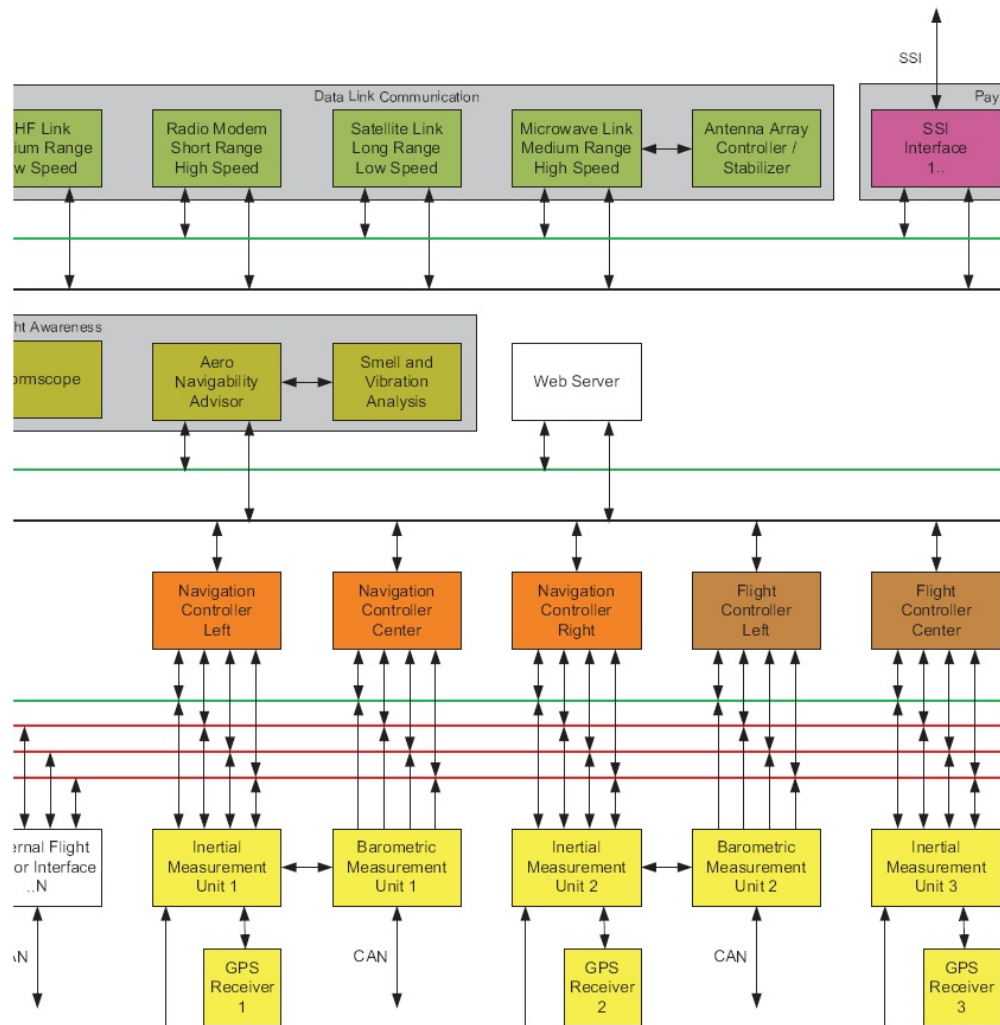 SSI
Data Link Communication
Pay
HF Link
ium Range
w Speed
Radio Modem
Short Range
High Speed
Satellite Link
Long Range
Low Speed
Microwave Link
Medium Range
High Speed
Antenna Array
Controller /
Stabilizer
SSI
Interface
1..
ht Awareness
ormscope
Aero
Navigability
Advisor
Smell and
Vibration
Analysis
Web Server
Navigation
Controller
Left
Navigation
Controller
Center
Navigation
Controller
Right
Flight
Controller
Left
Flight
Controller
Center
ernal Flight
or Interface
..N
Inertial
Measurement
Unit 1
Barometric
Measurement
Unit 1
Inertial
Measurement
Unit 2
Barometric
Measurement
Unit 2
Inertial
Measurement
Unit 3
AN
GPS
Receiver
1
CAN
GPS
Receiver
2
CAN
GPS
Receiver
3